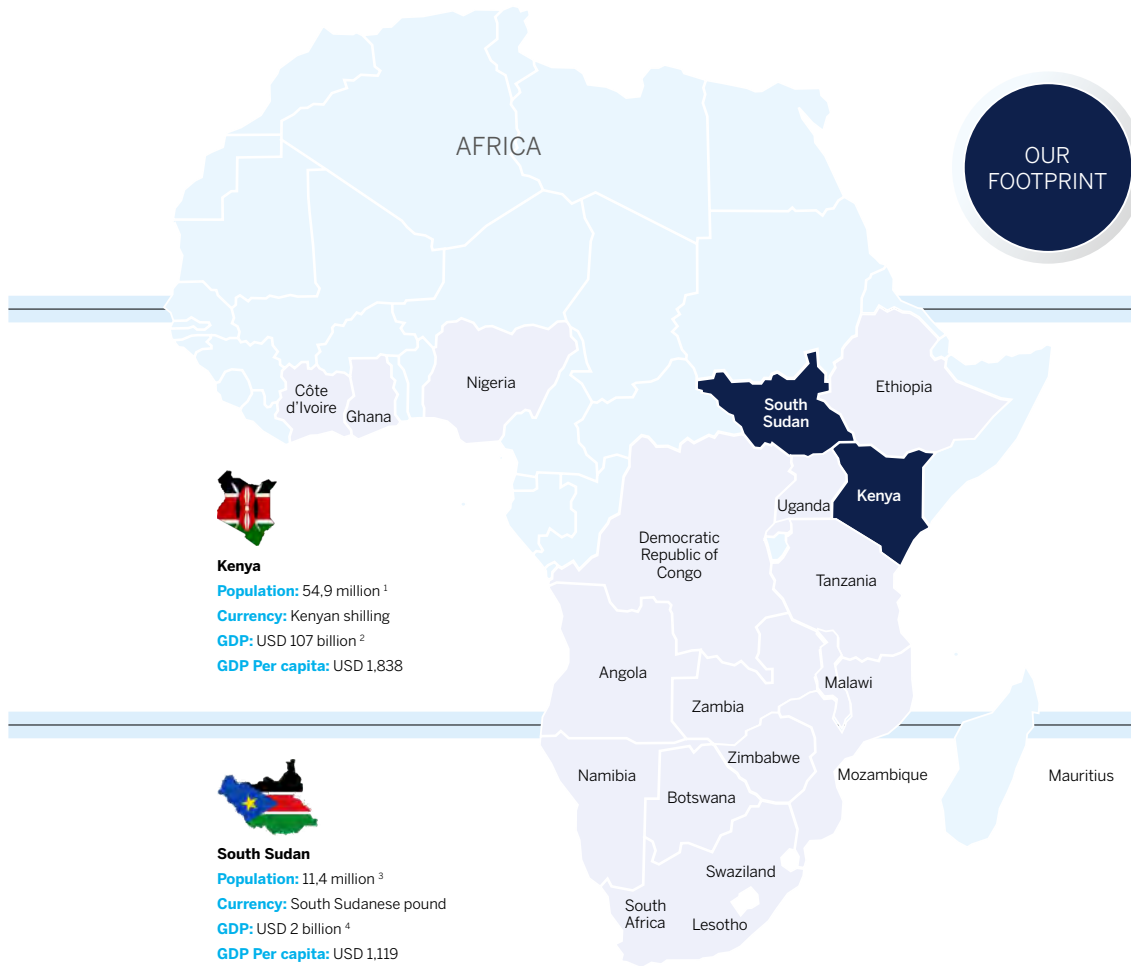 AFRICA
OUR
FOOTPRINT
Nigeria
Côte
d'Ivoire
Ghana
Ethiopia
South
Sudan
Uganda
Kenya
Democratic
Republic of
Congo
Tanzania
Kenya
Population: 54,9 million ¹
Currency: Kenyan shilling
GDP: USD 107 billion ²
GDP Per capita: USD 1,838
Angola
Malawi
Zambia
Zimbabwe
Namibia
Mozambique
Mauritius
Botswana
Swaziland
South
Africa
Lesotho
South Sudan
Population: 11,4 million ³
Currency: South Sudanese pound
GDP: USD 2 billion ⁴
GDP Per capita: USD 1,119